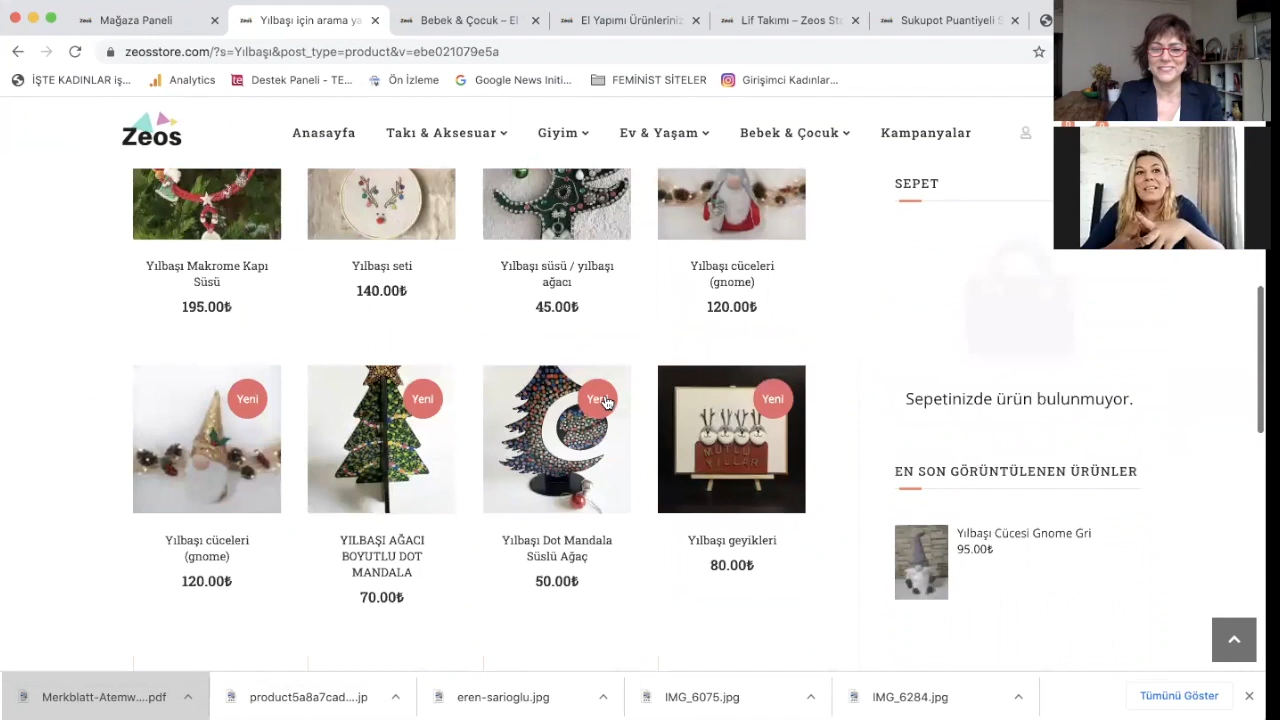 Mağaza Paneli
Yılbaşı için arama ya
Bebek & Çocuk – El
El Yapımı Ürünleriniz
Lif Takımı – Zeos St
Sukupot Puantiyeli S
zeosstore.com/?s=Yılbaşı&post_type=product&v=ebe021079e5a
İŞTE KADINLAR iş...
Analytics
Destek Paneli - TE...
Ön İzleme
Google News Initi...
FEMİNİST SİTELER
Girişimci Kadınlar...
Zeos
Anasayfa
Takı & Aksesuar
Giyim
Ev & Yaşam
Bebek & Çocuk
Kampanyalar
Yılbaşı Makrome Kapı
Süsü
195.00₺
Yılbaşı seti
140.00₺
Yılbaşı süsü / yılbaşı
ağacı
45.00₺
Yılbaşı cüceleri
(gnome)
120.00₺
Yeni
Yeni
Yeni
Yeni
MUTLU
YILLAR
Yılbaşı cüceleri
(gnome)
120.00₺
YILBAŞI AĞACI
BOYUTLU DOT
MANDALA
70.00₺
Yılbaşı Dot Mandala
Süslü Ağaç
50.00₺
Yılbaşı geyikleri
80.00₺
SEPET
Sepetinizde ürün bulunmuyor.
EN SON GÖRÜNTÜLENEN ÜRÜNLER
Yılbaşı Cücesi Gnome Gri
95.00₺
Merkblatt-Atemw....pdf
product5a8a7cad....jp
eren-sarioglu.jpg
IMG_6075.jpg
IMG_6284.jpg
Tümünü Göster